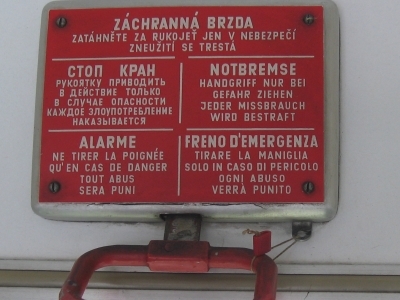 ZÁCHRANNÁ BRZDA
ZATÁHNĚTE ZA RUKOJEŤ JEN V NEBEZPEČÍ
ZNEUŽITÍ SE TRESTÁ
СТОП КРАН
РУКОЯТКУ ПРИВОДИТЬ
В ДЕЙСТВИЕ ТОЛЬКО
В СЛУЧАЕ ОПАСНОСТИ
КАЖДОЕ ЗЛОУПОТРЕБЛЕНИЕ
НАКАЗЫВАЕТСЯ
NOTBREMSE
HANDGRIFF NUR BEI
GEFAHR ZIEHEN
JEDER MISSBRAUCH
WIRD BESTRAFT
ALARME
NE TIRER LA POIGNÉE
QU'EN CAS DE DANGER
TOUT ABUS
SERA PUNI
FRENO D'EMERGENZA
TIRARE LA MANIGLIA
SOLO IN CASO DI PERICOLO
OGNI ABUSO
VERRÀ PUNITO